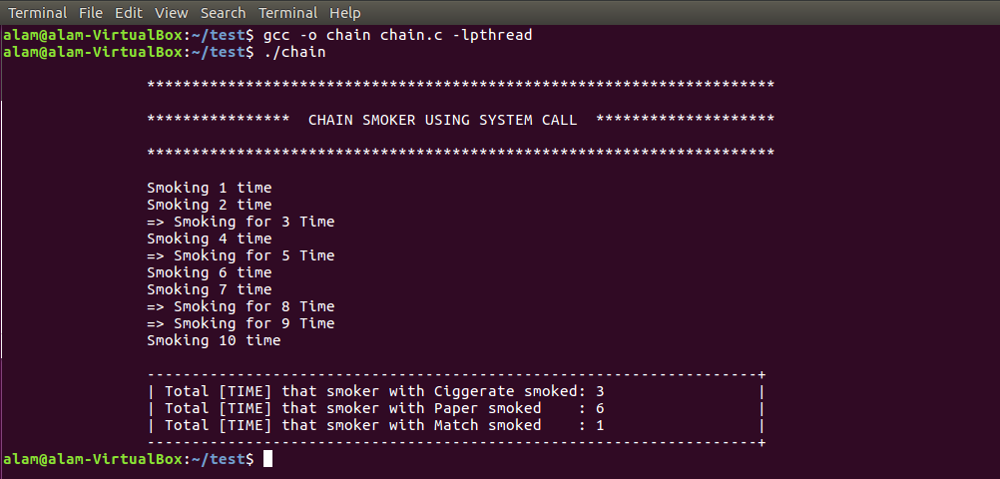 Terminal File Edit View Search Terminal Help
alam@alam-VirtualBox:~/test$ gcc -o chain chain.c -lpthread
alam@alam-VirtualBox:~/test$ ./chain
**********************************************************************
**************** CHAIN SMOKER USING SYSTEM CALL ********************
**********************************************************************
Smoking 1 time
Smoking 2 time
=> Smoking for 3 Time
Smoking 4 time
=> Smoking for 5 Time
Smoking 6 time
Smoking 7 time
=> Smoking for 8 Time
=> Smoking for 9 Time
Smoking 10 time
--------------------------------------------------------------------+
| Total [TIME] that smoker with Ciggerate smoked: 3 |
| Total [TIME] that smoker with Paper smoked : 6 |
| Total [TIME] that smoker with Match smoked : 1 |
--------------------------------------------------------------------+
alam@alam-VirtualBox:~/test$